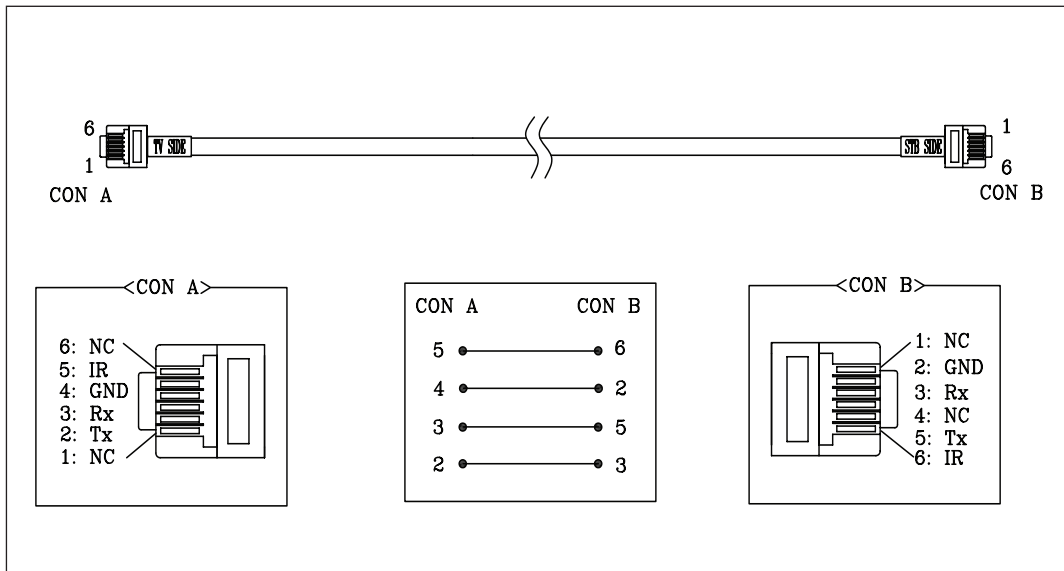 6
1
CON A
TV SIDE
STB SIDE
1
6
CON B
<CON A>
6: NC
5: IR
4: GND
3: Rx
2: Tx
1: NC
CON A CON B
5 6
4 2
3 5
2 3
<CON B>
1: NC
2: GND
3: Rx
4: NC
5: Tx
6: IR